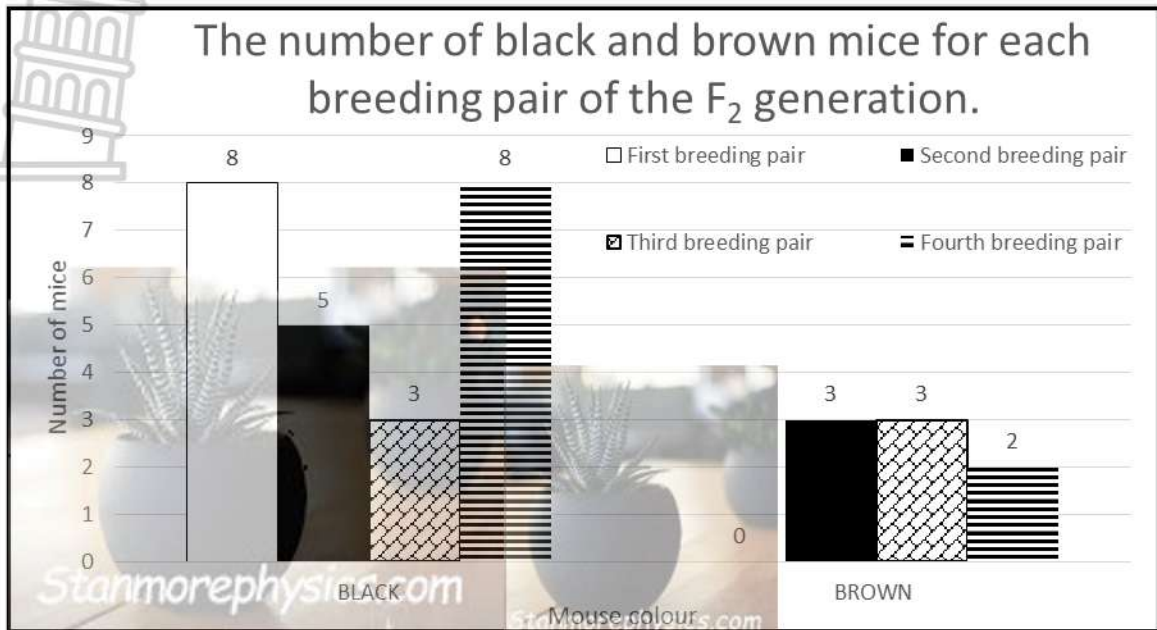 The number of black and brown mice for each
breeding pair of the F₂ generation.
9
8
7
6
5
4
3
2
1
0
Number of mice
8
5
3
8
0
3
3
2
First breeding pair
Second breeding pair
Third breeding pair
Fourth breeding pair
BLACK
BROWN
Mouse colour
Stanmorephysics.com
Stanmorephysics.com